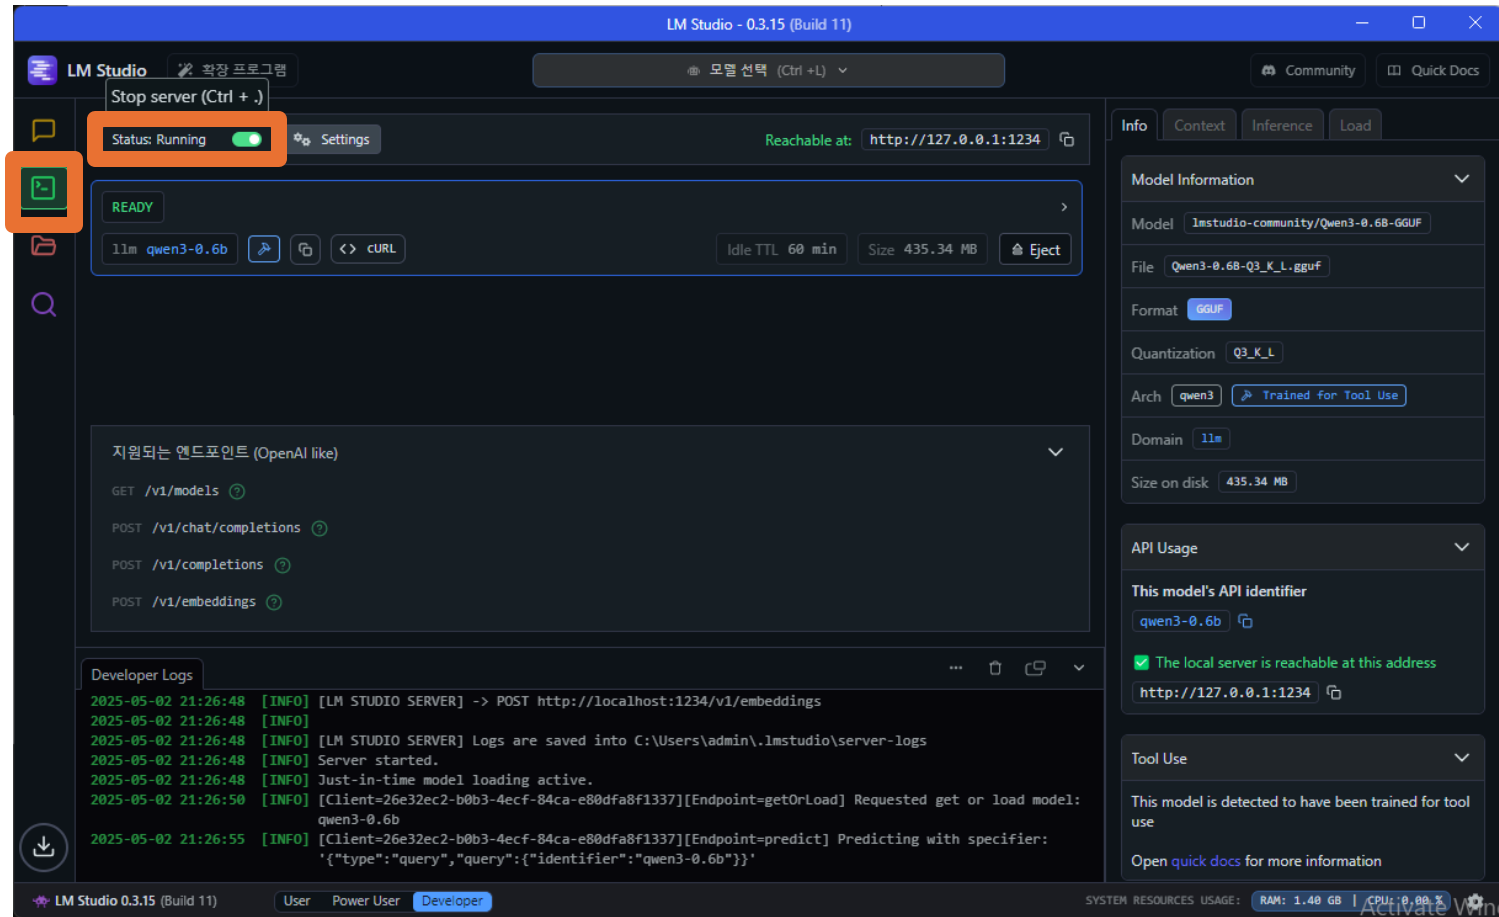 LM Studio - 0.3.15 (Build 11)
LM Studio
확장 프로그램
모델 선택 (Ctrl +L)
Community
Quick Docs
Stop server (Ctrl + .)
Status: Running
Settings
Reachable at:
http://127.0.0.1:1234
READY
llm qwen3-0.6b
cURL
Idle TTL 60 min
Size 435.34 MB
Eject
지원되는 엔드포인트 (OpenAI like)
GET /v1/models
POST /v1/chat/completions
POST /v1/completions
POST /v1/embeddings
Developer Logs
2025-05-02 21:26:48 [INFO] [LM STUDIO SERVER] -> POST http://localhost:1234/v1/embeddings
2025-05-02 21:26:48 [INFO]
2025-05-02 21:26:48 [INFO] [LM STUDIO SERVER] Logs are saved into C:\Users\admin\.lmstudio\server-logs
2025-05-02 21:26:48 [INFO] Server started.
2025-05-02 21:26:48 [INFO] Just-in-time model loading active.
2025-05-02 21:26:50 [INFO] [Client=26e32ec2-b0b3-4ecf-84ca-e80dfa8f1337][Endpoint=getOrLoad] Requested get or load model:
qwen3-0.6b
2025-05-02 21:26:55 [INFO] [Client=26e32ec2-b0b3-4ecf-84ca-e80dfa8f1337][Endpoint=predict] Predicting with specifier:
'{"type":"query","query":{"identifier":"qwen3-0.6b"}}'
Info
Context
Inference
Load
Model Information
Model lmstudio-community/Qwen3-0.6B-GGUF
File Qwen3-0.6B-Q3_K_L.gguf
Format GGUF
Quantization Q3_K_L
Arch qwen3 Trained for Tool Use
Domain llm
Size on disk 435.34 MB
API Usage
This model's API identifier
qwen3-0.6b
The local server is reachable at this address
http://127.0.0.1:1234
Tool Use
This model is detected to have been trained for tool
use
Open quick docs for more information
LM Studio 0.3.15 (Build 11)
User
Power User
Developer
SYSTEM RESOURCES USAGE:
RAM: 1.40 GB | CPU: 0.00 %
Activate Win